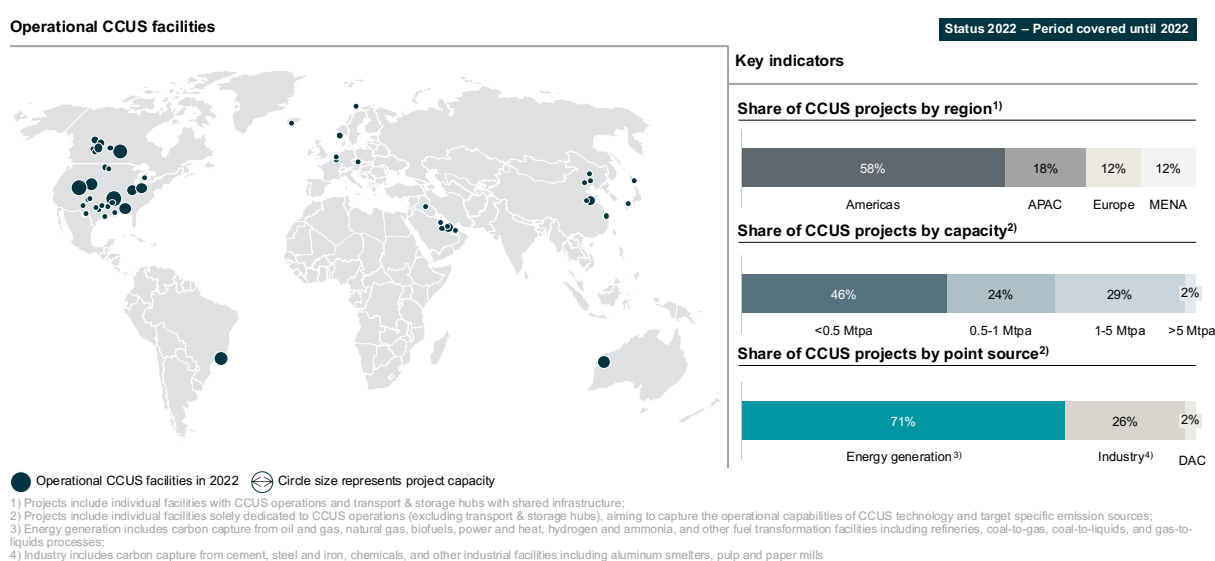 Operational CCUS facilities
Status 2022 – Period covered until 2022
Key indicators
Share of CCUS projects by region1)
58%
18%
12%
12%
Americas
APAC
Europe
MENA
Share of CCUS projects by capacity2)
46%
24%
29%
2%
<0.5 Mtpa
0.5-1 Mtpa
1-5 Mtpa
>5 Mtpa
Share of CCUS projects by point source2)
71%
26%
2%
Energy generation3)
Industry4)
DAC
Operational CCUS facilities in 2022
Circle size represents project capacity
1) Projects include individual facilities with CCUS operations and transport & storage hubs with shared infrastructure;
2) Projects include individual facilities solely dedicated to CCUS operations (excluding transport & storage hubs), aiming to capture the operational capabilities of CCUS technology and target specific emission sources;
3) Energy generation includes carbon capture from oil and gas, natural gas, biofuels, power and heat, hydrogen and ammonia, and other fuel transformation facilities including refineries, coal-to-gas, coal-to-liquids, and gas-to-
liquids processes;
4) Industry includes carbon capture from cement, steel and iron, chemicals, and other industrial facilities including aluminum smelters, pulp and paper mills